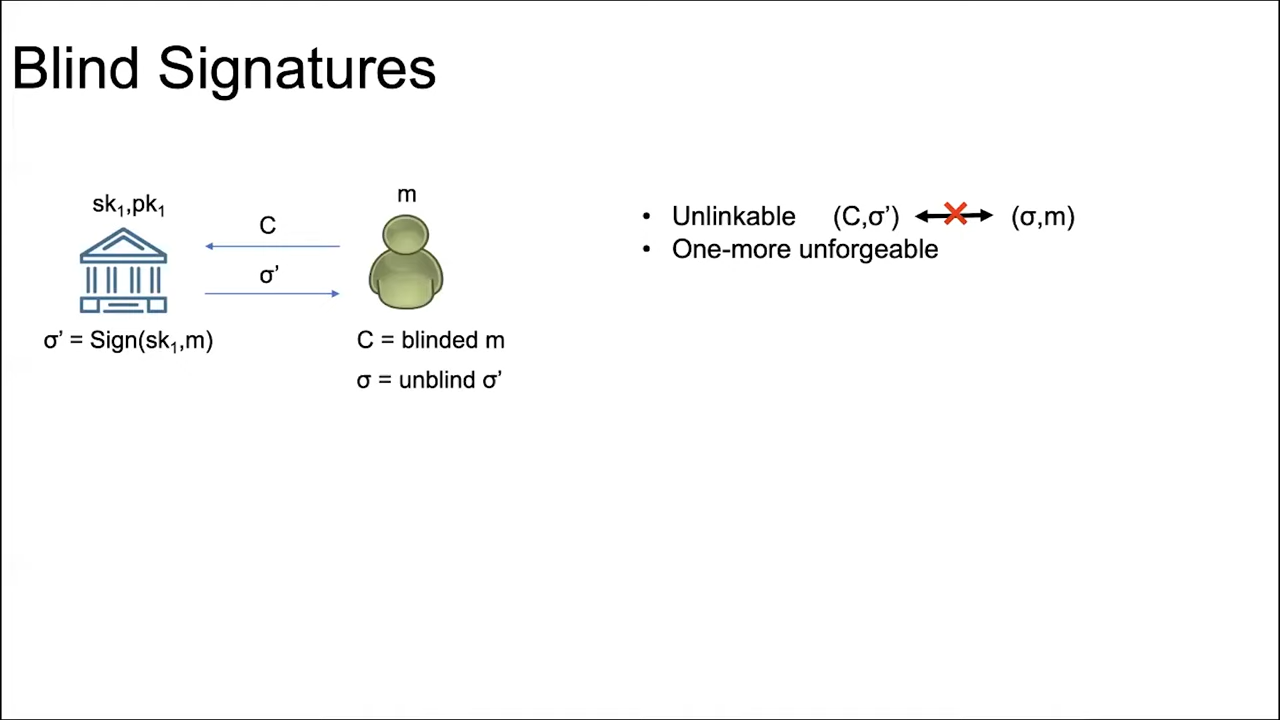 Blind Signatures
sk₁,pk₁
m
C
σ’
σ’ = Sign(sk₁,m)
C = blinded m
σ = unblind σ’
• Unlinkable (C,σ’) (σ,m)
• One-more unforgeable